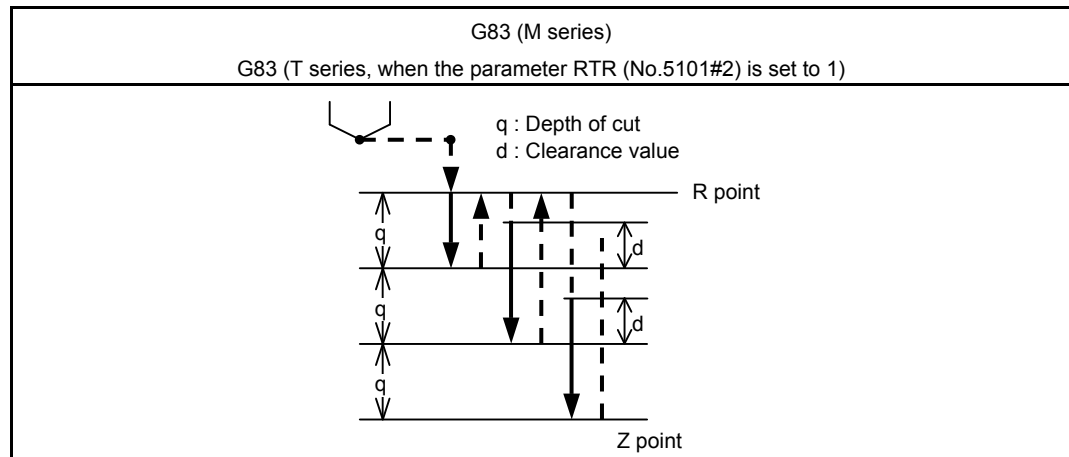 G83 (M series)
G83 (T series, when the parameter RTR (No.5101#2) is set to 1)
q : Depth of cut
d : Clearance value
R point
q
d
q
d
q
Z point